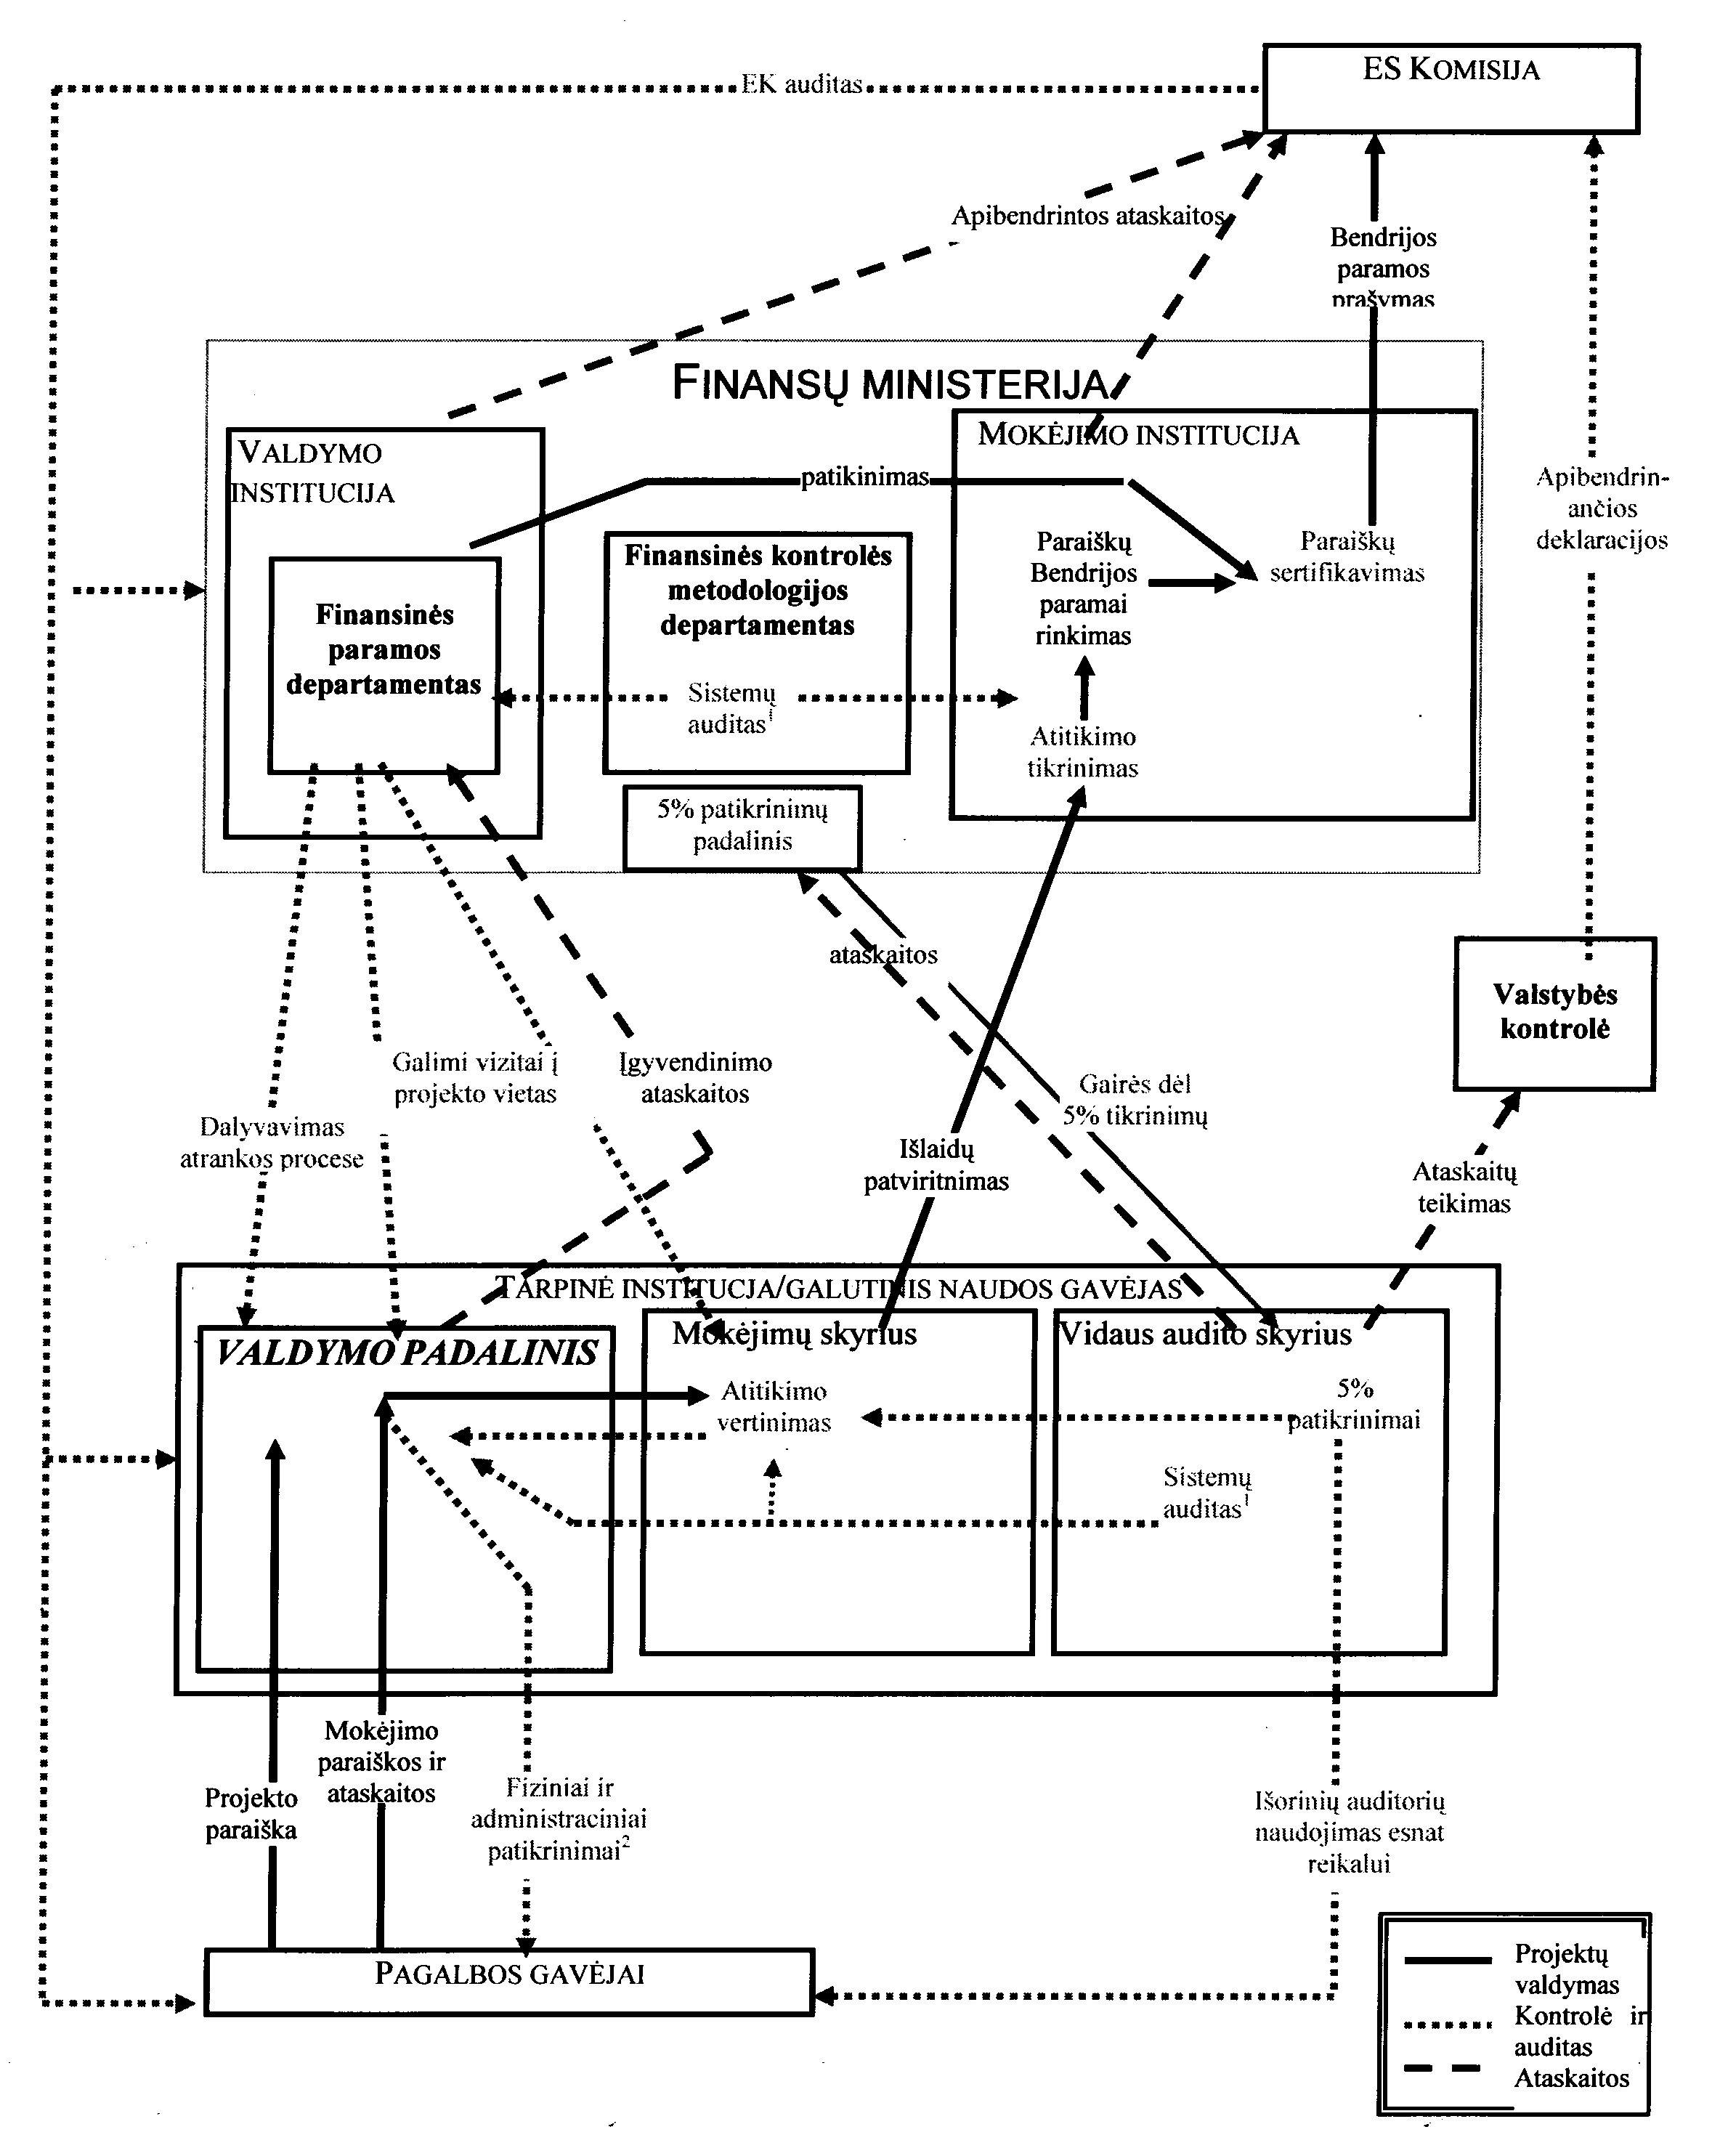 ES KOMISIJA
EK auditas
Apibendrintos ataskaitos
Bendrijos
paramos
prašymas
FINANSŲ MINISTERIJA
VALDYMO
INSTITUCIJA
MOKĖJIMO INSTITUCIJA
patikinimas
Apibendrin-
ančios
deklaracijos
Finansinės
paramos
departamentas
Finansinės kontrolės
metodologijos
departamentas
Sistemų
auditas1
Paraiškų
Bendrijos
paramai
rinkimas
Paraiškų
sertifikavimas
Atitikimo
tikrinimas
5% patikrinimų
padalinis
ataskaitos
Valstybės
kontrolė
Galimi vizitai į
projekto vietas
Įgyvendinimo
ataskaitos
Gairės dėl
5% tikrinimų
Dalyvavimas
atrankos procese
Išlaidų
patviritnimas
Ataskaitų
teikimas
TARPINĖ INSTITUCJA/GALUTINIS NAUDOS GAVĖJAS
VALDYMO PADALINIS
Mokėjimų skyrius
Vidaus audito skyrius
Atitikimo
vertinimas
5%
patikrinimai
Sistemų
auditas1
Mokėjimo
paraiškos ir
ataskaitos
Projekto
paraiška
Fiziniai ir
administraciniai
patikrinimai2
Išorinių auditorių
naudojimas esnat
reikalui
PAGALBOS GAVĖJAI
Projektų
valdymas
Kontrolė ir
auditas
Ataskaitos